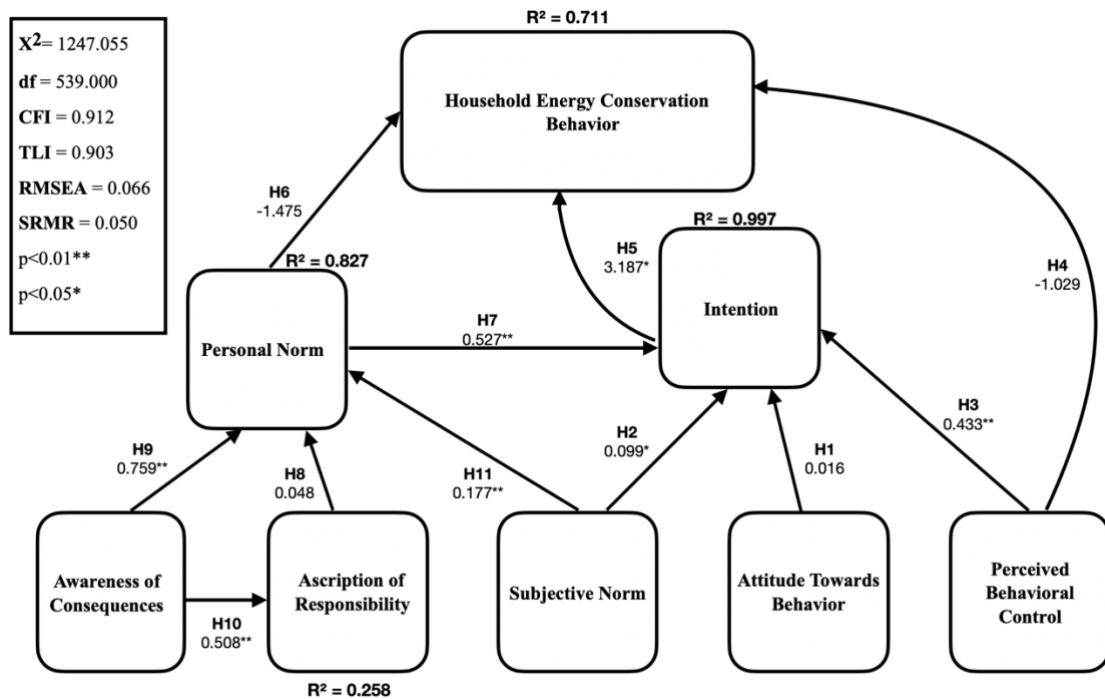 X²= 1247.055
df = 539.000
CFI = 0.912
TLI = 0.903
RMSEA = 0.066
SRMR = 0.050
p<0.01**
p<0.05*
R² = 0.711
Household Energy Conservation
Behavior
H6
-1.475
R² = 0.997
H5
3.187*
Intention
H4
-1.029
R² = 0.827
Personal Norm
H7
0.527**
H9
0.759**
H8
0.048
H11
0.177**
H2
0.099*
H1
0.016
H3
0.433**
Awareness of
Consequences
H10
0.508**
Ascription of
Responsibility
R² = 0.258
Subjective Norm
Attitude Towards
Behavior
Perceived
Behavioral
Control